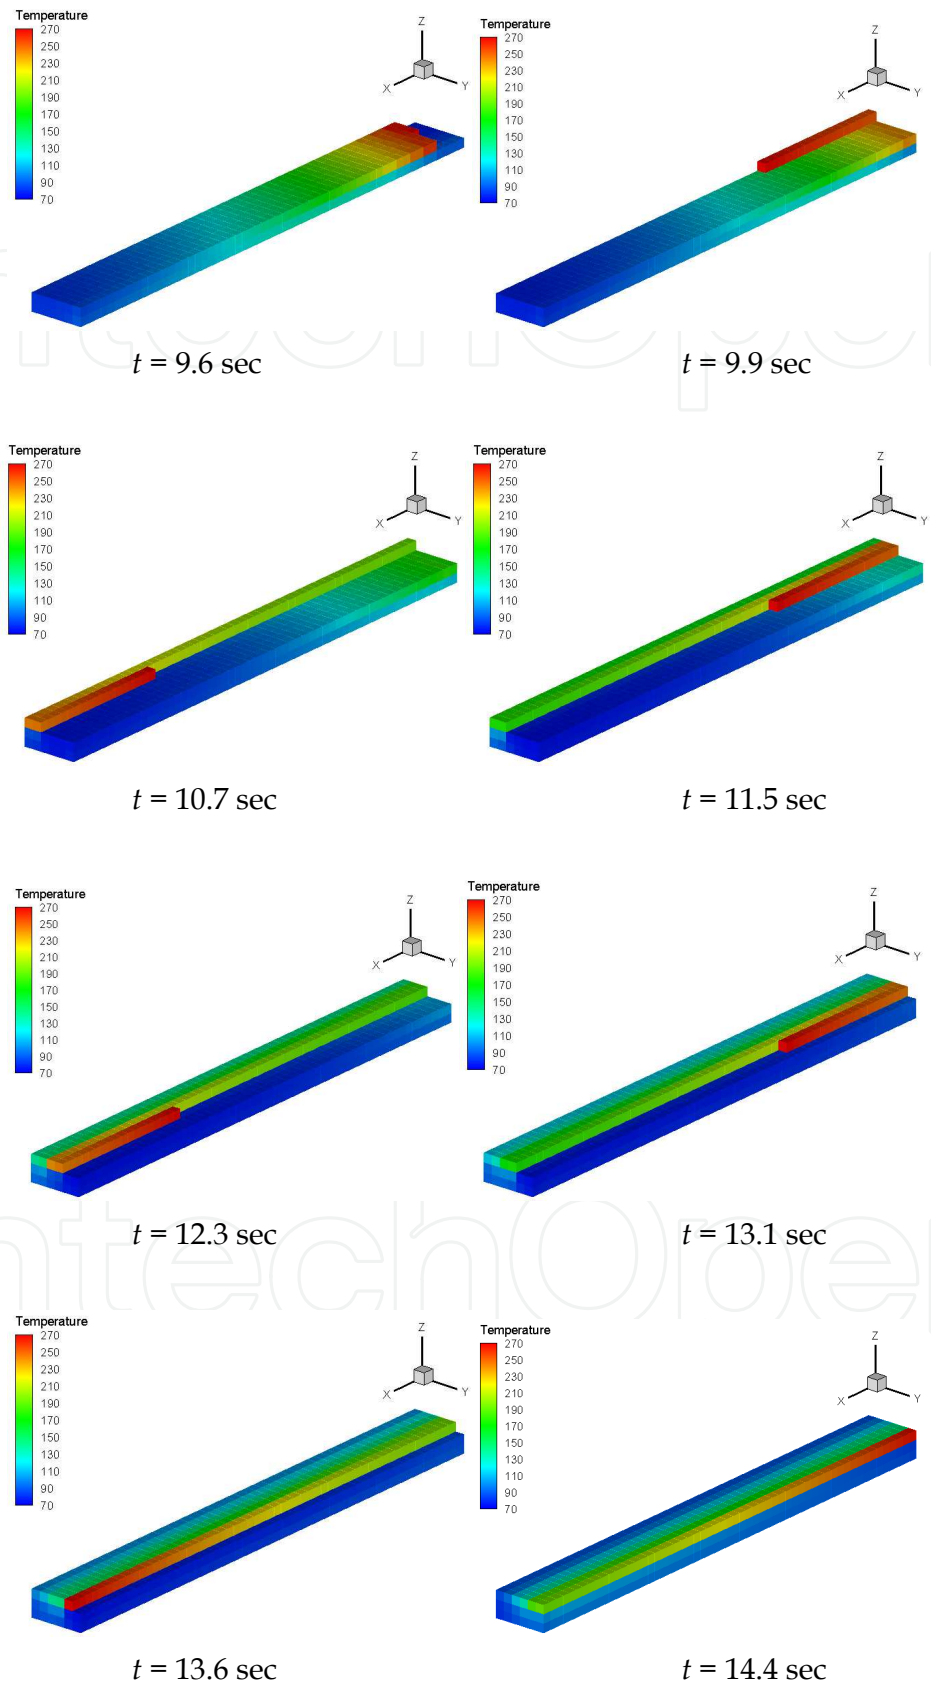 Temperature
270
250
230
210
190
170
150
130
110
90
70
Z
X
Y
t = 9.6 sec
Temperature
270
250
230
210
190
170
150
130
110
90
70
Z
X
Y
t = 9.9 sec
Temperature
270
250
230
210
190
170
150
130
110
90
70
Z
X
Y
t = 10.7 sec
Temperature
270
250
230
210
190
170
150
130
110
90
70
Z
X
Y
t = 11.5 sec
Temperature
270
250
230
210
190
170
150
130
110
90
70
Z
X
Y
t = 12.3 sec
Temperature
270
250
230
210
190
170
150
130
110
90
70
Z
X
Y
t = 13.1 sec
Temperature
270
250
230
210
190
170
150
130
110
90
70
Z
X
Y
t = 13.6 sec
Temperature
270
250
230
210
190
170
150
130
110
90
70
Z
X
Y
t = 14.4 sec